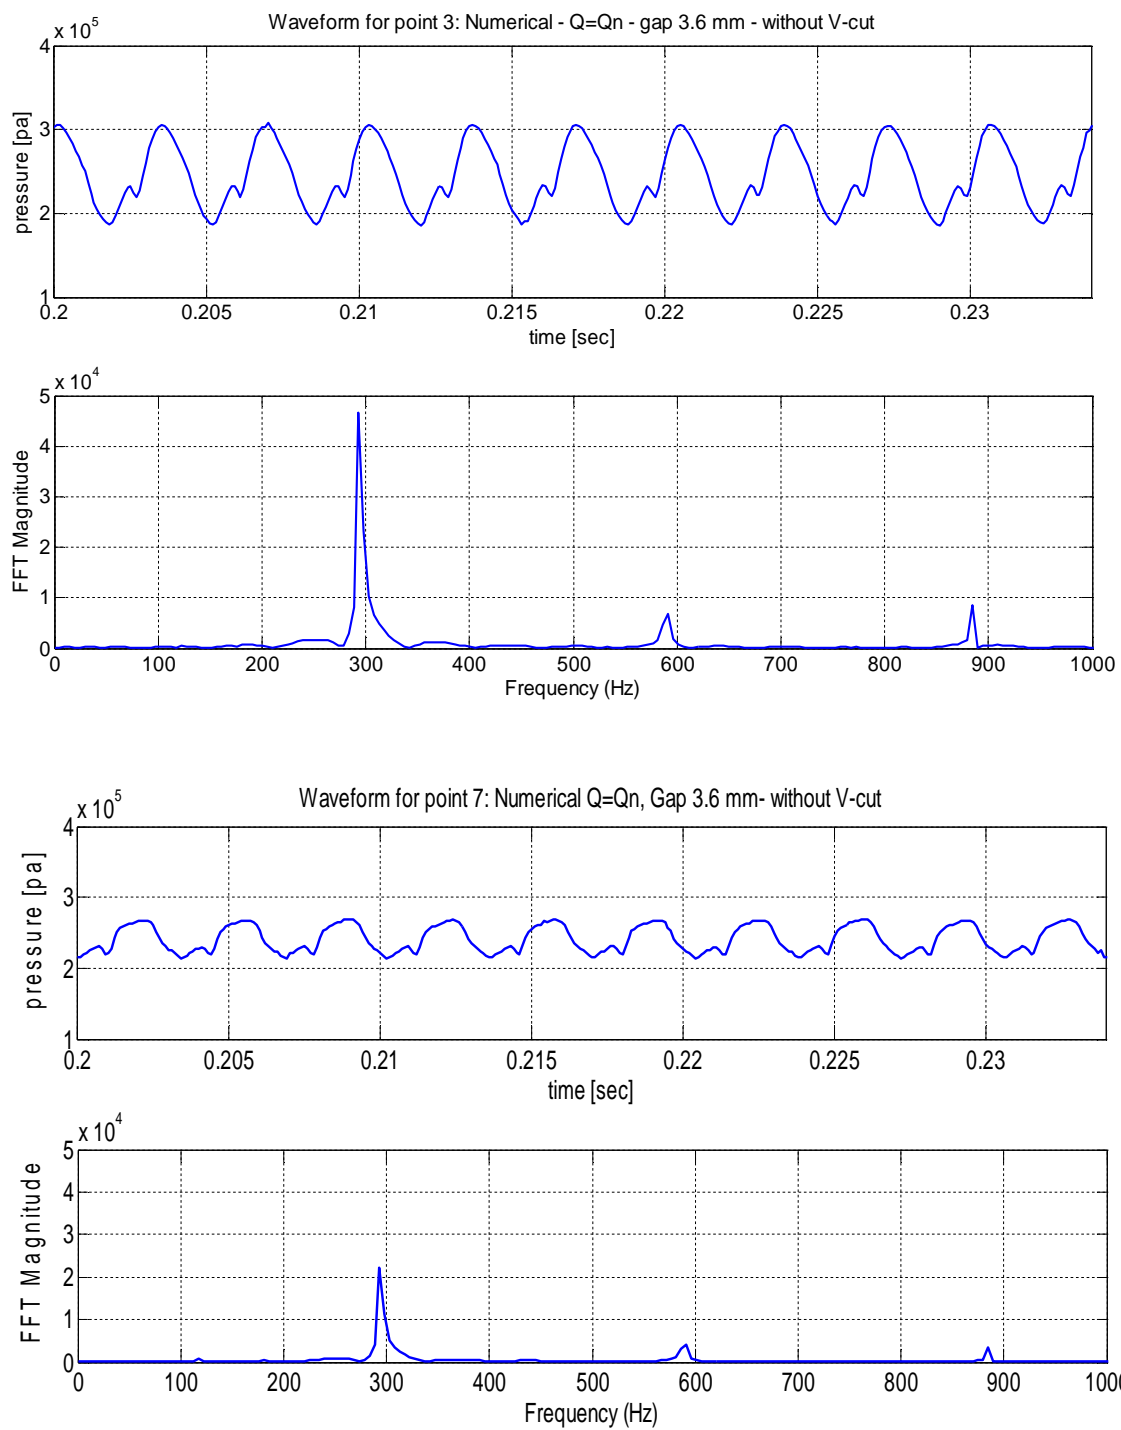 Waveform for point 3: Numerical - Q=Qn - gap 3.6 mm - without V-cut
x 10^5
4
3
2
1
pressure [pa]
0.2 0.205 0.21 0.215 0.22 0.225 0.23
time [sec]
x 10^4
5
4
3
2
1
0
FFT Magnitude
0 100 200 300 400 500 600 700 800 900 1000
Frequency (Hz)
Waveform for point 7: Numerical Q=Qn, Gap 3.6 mm- without V-cut
x 10^5
4
3
2
1
pressure [pa]
0.2 0.205 0.21 0.215 0.22 0.225 0.23
time [sec]
x 10^4
5
4
3
2
1
0
FFT Magnitude
0 100 200 300 400 500 600 700 800 900 1000
Frequency (Hz)